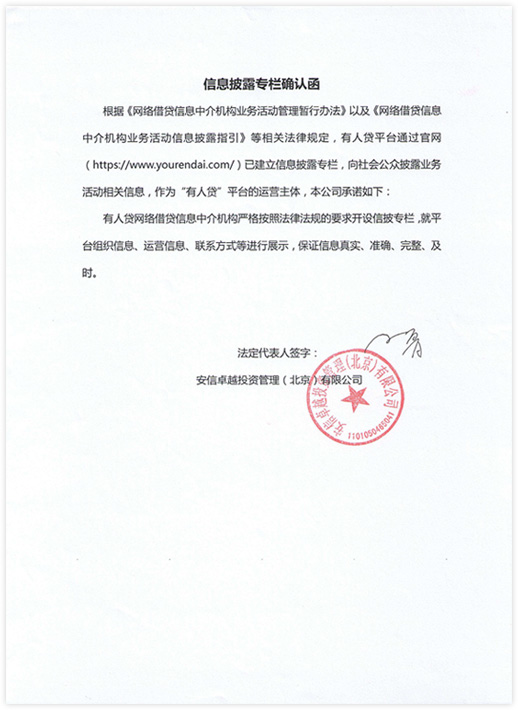 信息披露专栏确认函
根据《网络借贷信息中介机构业务活动管理暂行办法》以及《网络借贷信息
中介机构业务活动信息披露指引》等相关法律规定，有人贷平台通过官网
（https://www.yourendai.com/）已建立信息披露专栏，向社会公众披露业务
活动相关信息，作为“有人贷”平台的运营主体，本公司承诺如下：
有人贷网络借贷信息中介机构严格按照法律法规的要求开设信披专栏，就平
台组织信息、运营信息、联系方式等进行展示，保证信息真实、准确、完整、及
时。
法定代表人签字：
安信卓越投资管理（北京）有限公司
安信卓越投资管理(北京)有限公司
1101050460041